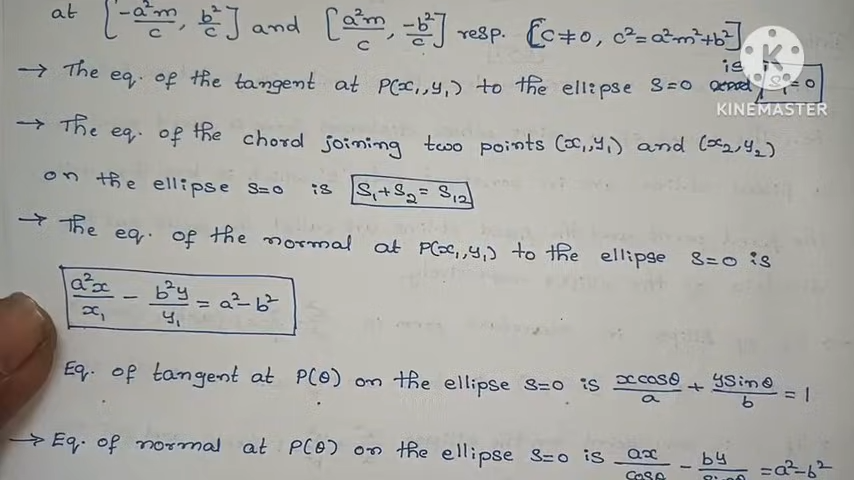 at [-a²m/c, b²/c] and [a²m/c, -b²/c] resp. [C≠0, c²=a²m²+b²]
→ The eq. of the tangent at P(x₁,y₁) to the ellipse S=0 is S₁=0
KINEMASTER
→ The eq. of the chord joining two points (x₁,y₁) and (x₂,y₂)
on the ellipse S=0 is S₁+S₂=S₁₂
→ The eq. of the normal at P(x₁,y₁) to the ellipse S=0 is
a²x/x₁ - b²y/y₁ = a²-b²
Eq. of tangent at P(θ) on the ellipse S=0 is xcosθ/a + ysinθ/b = 1
→ Eq. of normal at P(θ) on the ellipse S=0 is ax/cosθ - by/sinθ = a²-b²